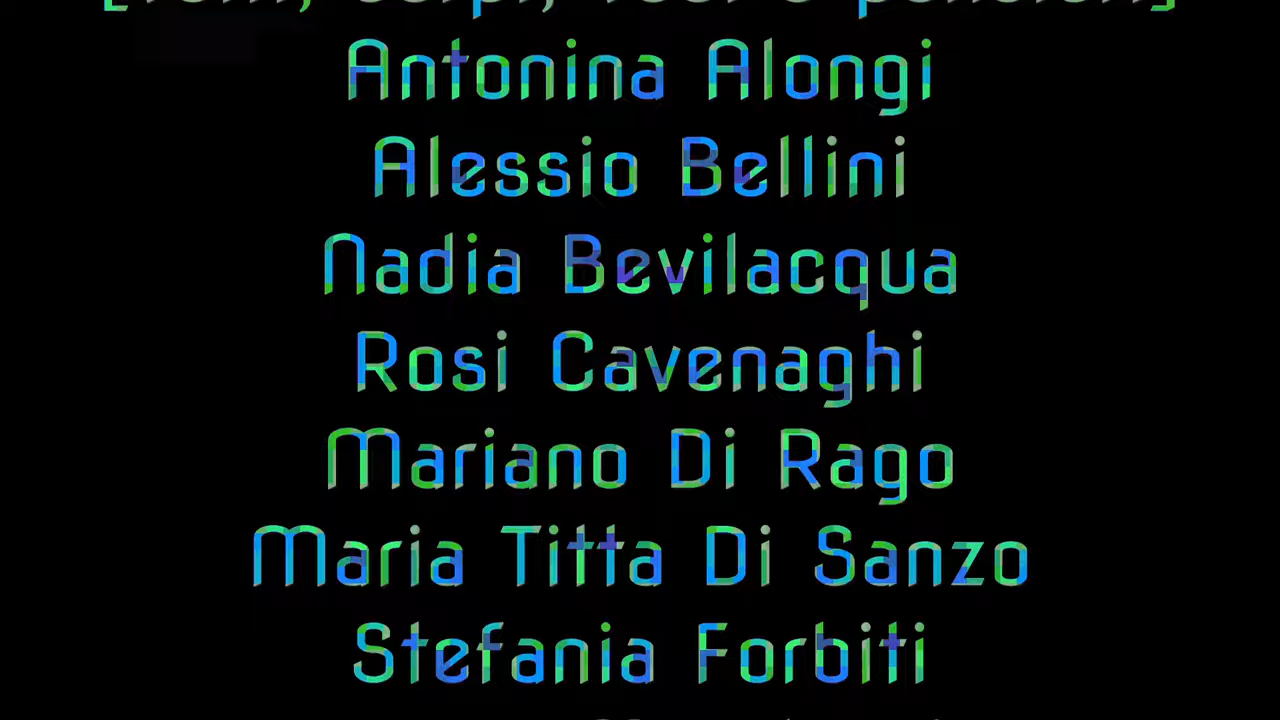 Antonina Alongi
Alessio Bellini
Nadia Bevilacqua
Rosi Cavenaghi
Mariano Di Rago
Maria Titta Di Sanzo
Stefania Forbiti